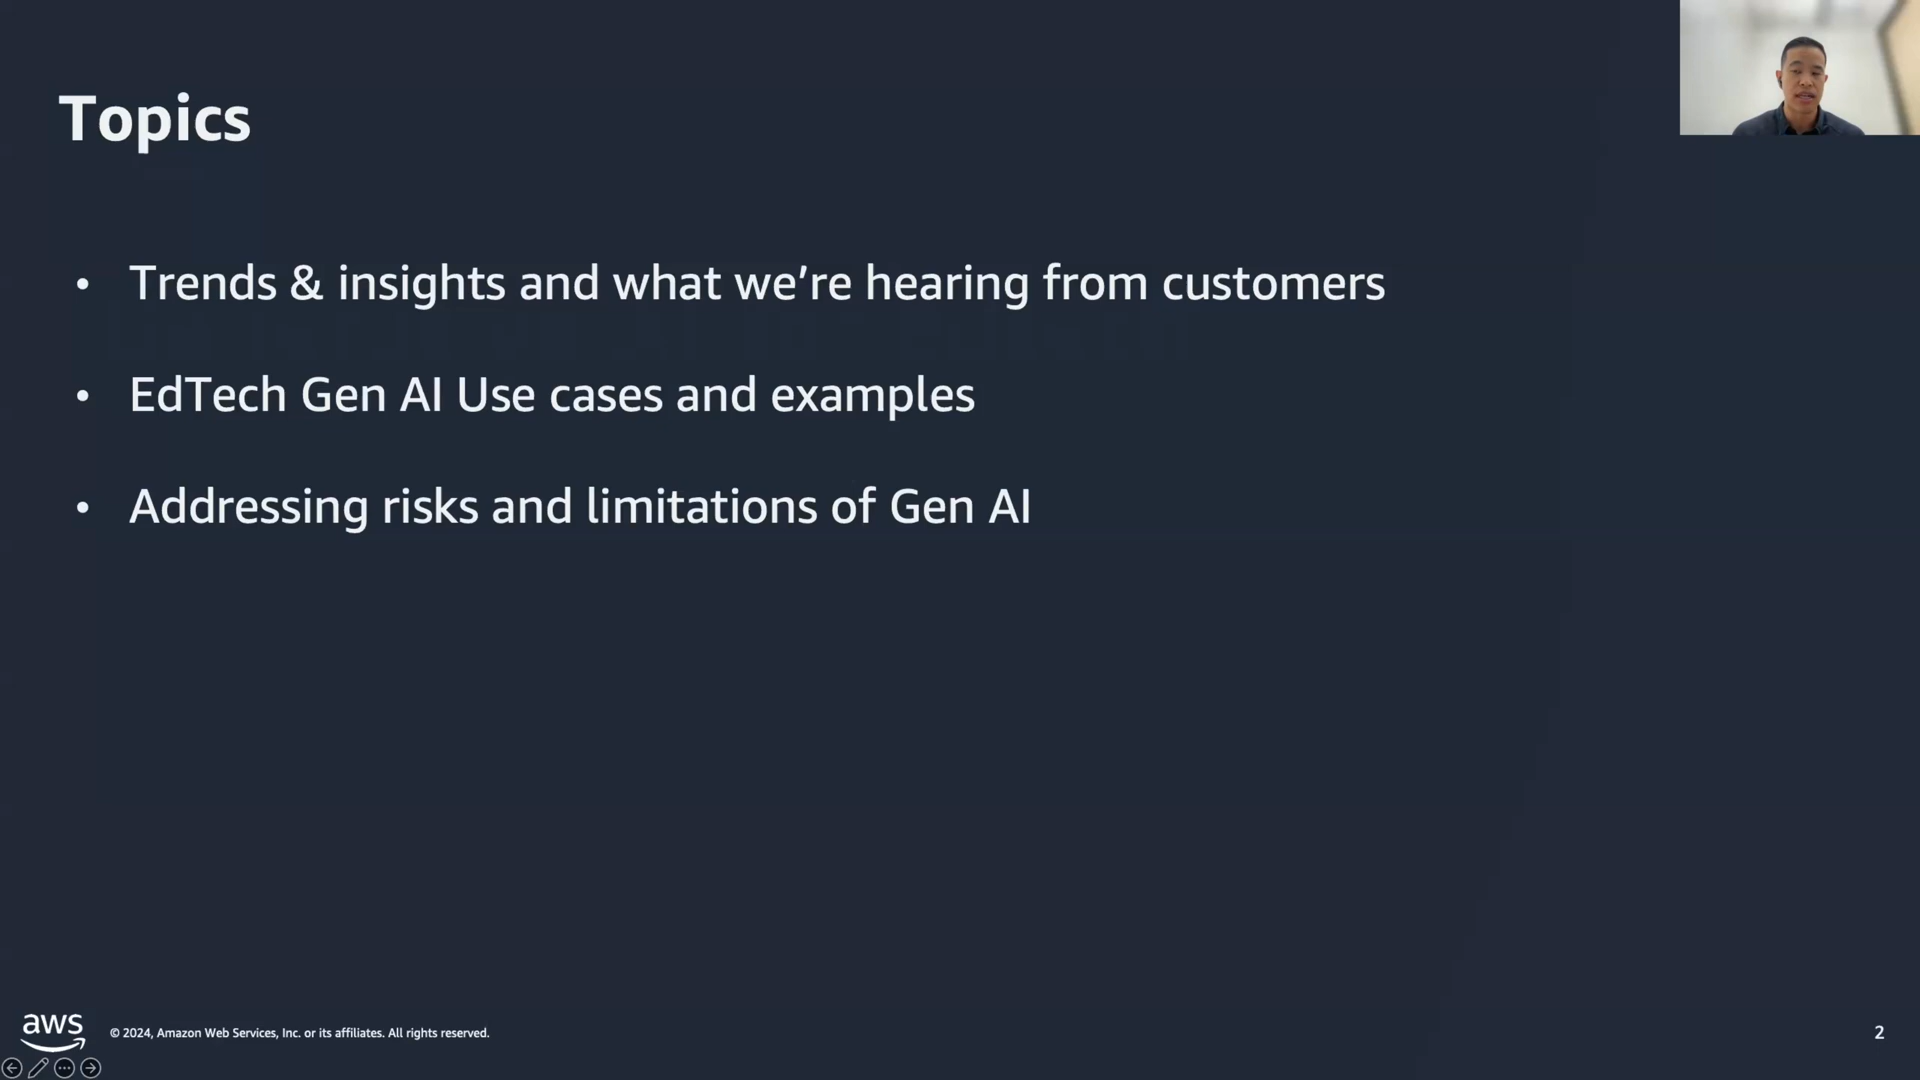 Topics
• Trends & insights and what we’re hearing from customers
• EdTech Gen AI Use cases and examples
• Addressing risks and limitations of Gen AI
aws
© 2024, Amazon Web Services, Inc. or its affiliates. All rights reserved.
2